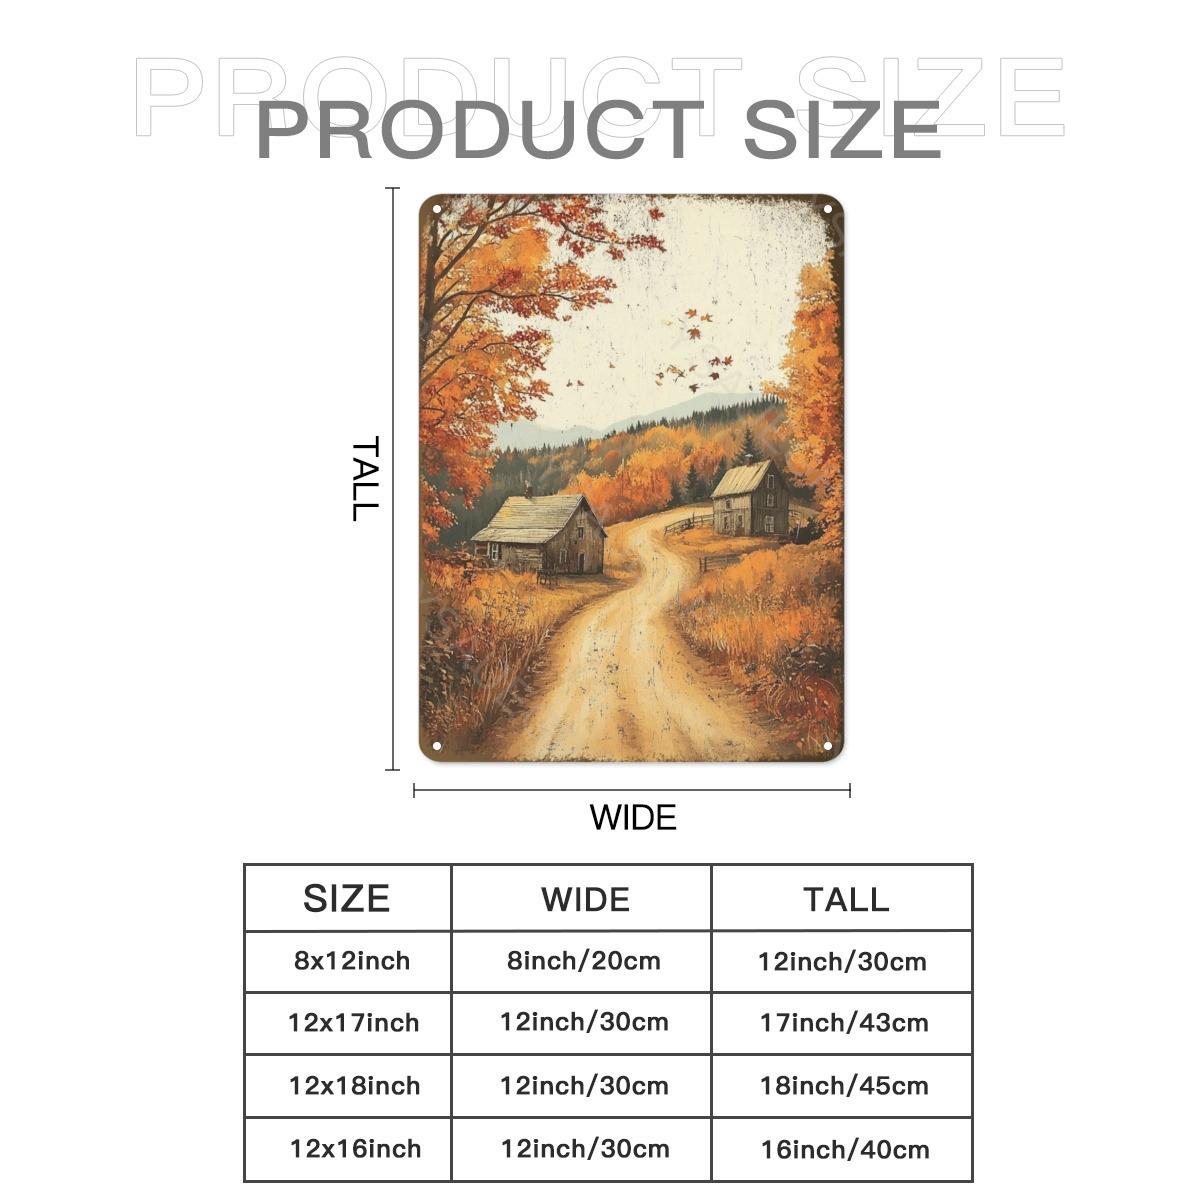 PRODUCT SIZE
PRODUCT SIZE
TALL
WIDE
SIZE WIDE TALL
8x12inch 8inch/20cm 12inch/30cm
12x17inch 12inch/30cm 17inch/43cm
12x18inch 12inch/30cm 18inch/45cm
12x16inch 12inch/30cm 16inch/40cm